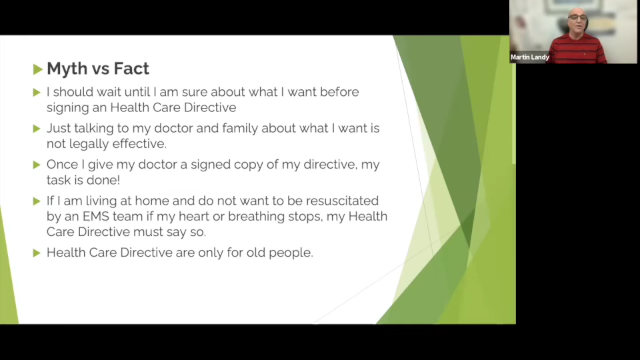 Myth vs Fact
I should wait until I am sure about what I want before
signing an Health Care Directive
Just talking to my doctor and family about what I want is
not legally effective.
Once I give my doctor a signed copy of my directive, my
task is done!
If I am living at home and do not want to be resuscitated
by an EMS team if my heart or breathing stops, my Health
Care Directive must say so.
Health Care Directive are only for old people.
Martin Landy